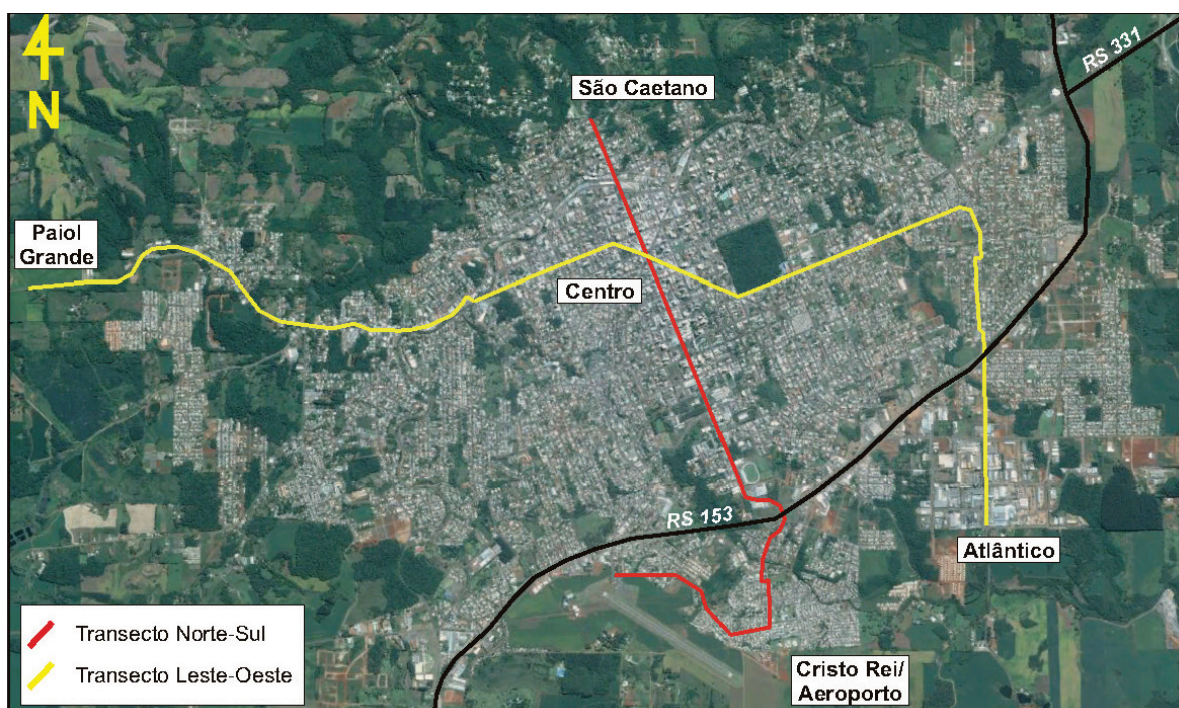 N
São Caetano
RS 331
Paiol
Grande
Centro
RS 153
Atlântico
Cristo Rei/
Aeroporto
Transecto Norte-Sul
Transecto Leste-Oeste